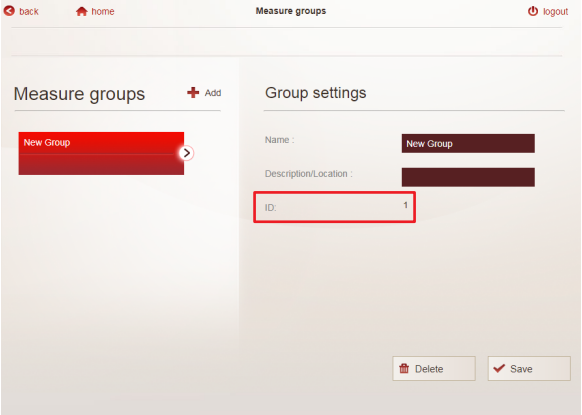 back
home
Measure groups
logout
Measure groups
Add
New Group
Group settings
Name :
New Group
Description/Location :
ID:
1
Delete
Save